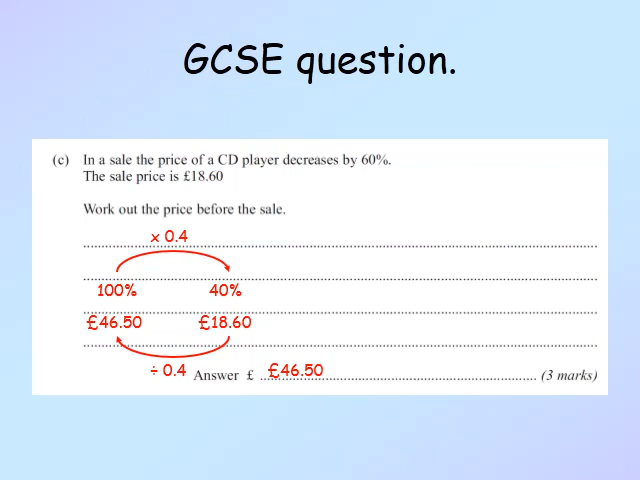 GCSE question.
(c) In a sale the price of a CD player decreases by 60%.
The sale price is £18.60
Work out the price before the sale.
x 0.4
100% 40%
£46.50 £18.60
÷ 0.4 Answer £ £46.50 (3 marks)